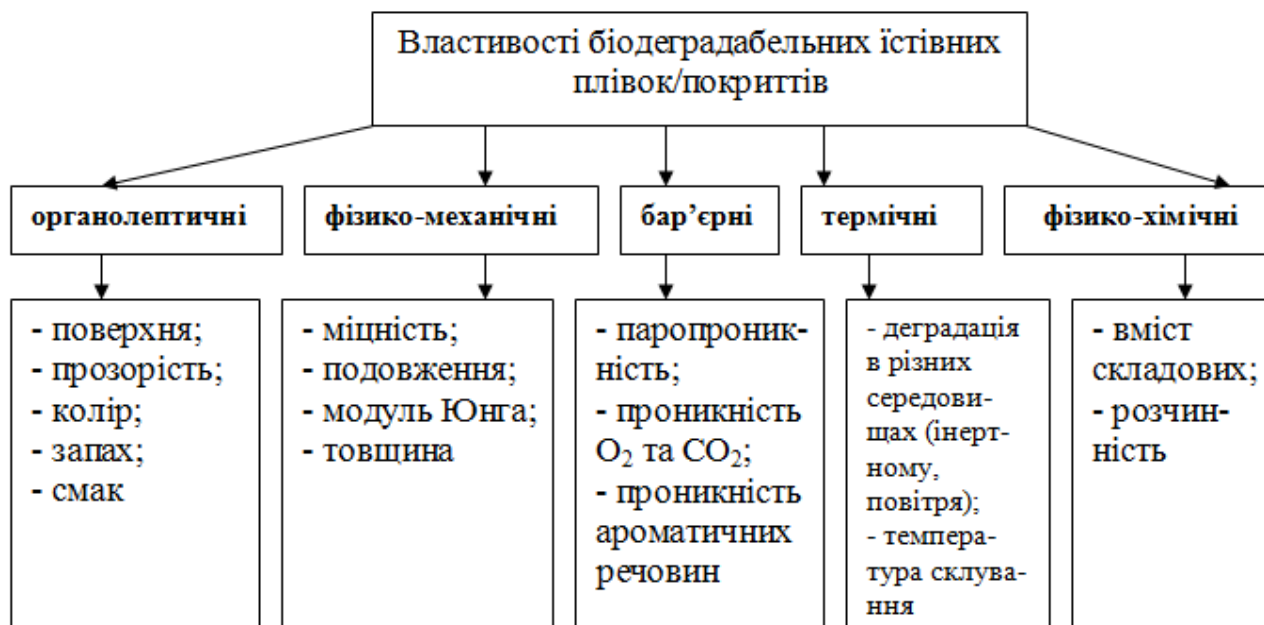 Властивості біодеградабельних їстівних
плівок/покриттів
органолептичні
фізико-механічні
бар’єрні
термічні
фізико-хімічні
- поверхня;
- прозорість;
- колір;
- запах;
- смак
- міцність;
- подовження;
- модуль Юнга;
- товщина
- паропроник-
ність;
- проникність
O₂ та CO₂;
- проникність
ароматичних
речовин
- деградація
в різних
середови-
щах (інерт-
ному,
повітря);
- темпера-
тура склува-
ння
- вміст
складових;
- розчин-
ність